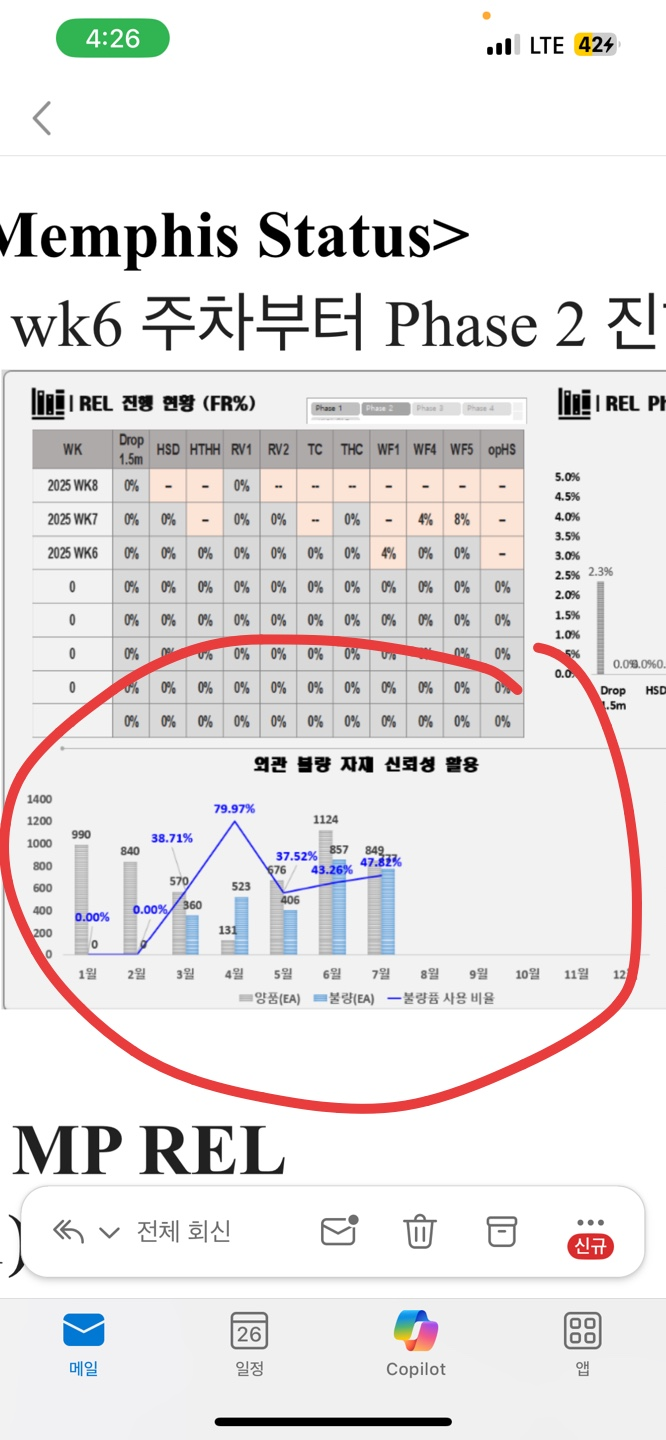 4:26
LTE 42
Memphis Status>
wk6 주차부터 Phase 2 진
REL 진행 현황 (FR%)
Phase 1 Phase 2 Phase 3 Phase 4
WK Drop 1.5m HSD HTHH RV1 RV2 TC THC WF1 WF4 WF5 opHS
2025 WK8 0% - - 0% -- -- -- - - - -
2025 WK7 0% 0% - 0% 0% -- 0% - 4% 8% -
2025 WK6 0% 0% 0% 0% 0% 0% 0% 4% 0% 0% -
0 0% 0% 0% 0% 0% 0% 0% 0% 0% 0% 0%
0 0% 0% 0% 0% 0% 0% 0% 0% 0% 0% 0%
0 0% 0% 0% 0% 0% 0% 0% 0% 0% 0% 0%
0 0% 0% 0% 0% 0% 0% 0% 0% 0% 0% 0%
0% 0% 0% 0% 0% 0% 0% 0% 0% 0% 0%
REL Ph
5.0%
4.5%
4.0%
3.5%
3.0%
2.5% 2.3%
2.0%
1.5%
1.0%
0.0%
Drop 1.5m HSD
외관 불량 자재 신뢰성 활용
1400
1200
1000
800
600
400
200
0
990 840 570 131 576 1124 849
0 0 360 523 406 857 777
0.00% 0.00% 38.71% 79.97% 37.52% 43.26% 47.82%
1월 2월 3월 4월 5월 6월 7월 8월 9월 10월 11월
양품(EA) 불량(EA) 불량품 사용 비율
MP REL
전체 회신
신규
메일 26 일정 Copilot 앱